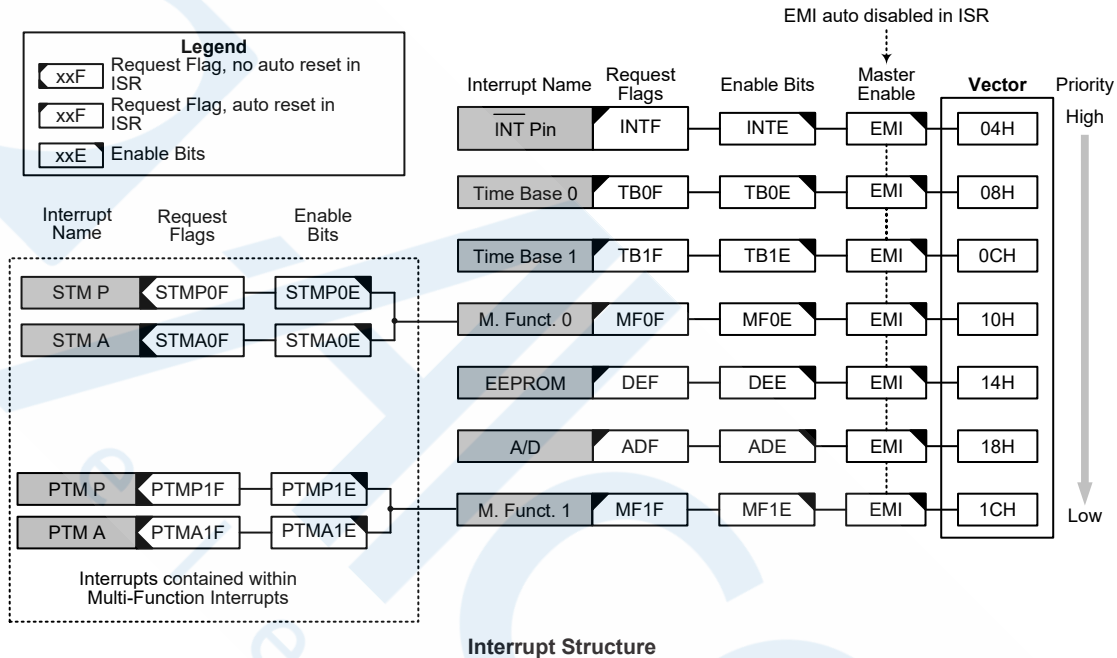 EMI auto disabled in ISR
Legend
xxF Request Flag, no auto reset in ISR
xxF Request Flag, auto reset in ISR
xxE Enable Bits
Interrupt Name Request Flags Enable Bits Master Enable Vector Priority
High
INT Pin INTF INTE EMI 04H
Time Base 0 TB0F TB0E EMI 08H
Time Base 1 TB1F TB1E EMI 0CH
M. Funct. 0 MF0F MF0E EMI 10H
EEPROM DEF DEE EMI 14H
A/D ADF ADE EMI 18H
M. Funct. 1 MF1F MF1E EMI 1CH
Low
Interrupt Name Request Flags Enable Bits
STM P STMP0F STMP0E
STM A STMA0F STMA0E
PTM P PTMP1F PTMP1E
PTM A PTMA1F PTMA1E
Interrupts contained within
Multi-Function Interrupts
Interrupt Structure